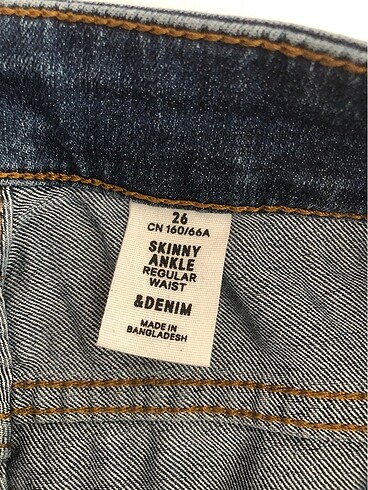 26
CN 160/66A
SKINNY
ANKLE
REGULAR
WAIST
&DENIM
MADE IN
BANGLADESH